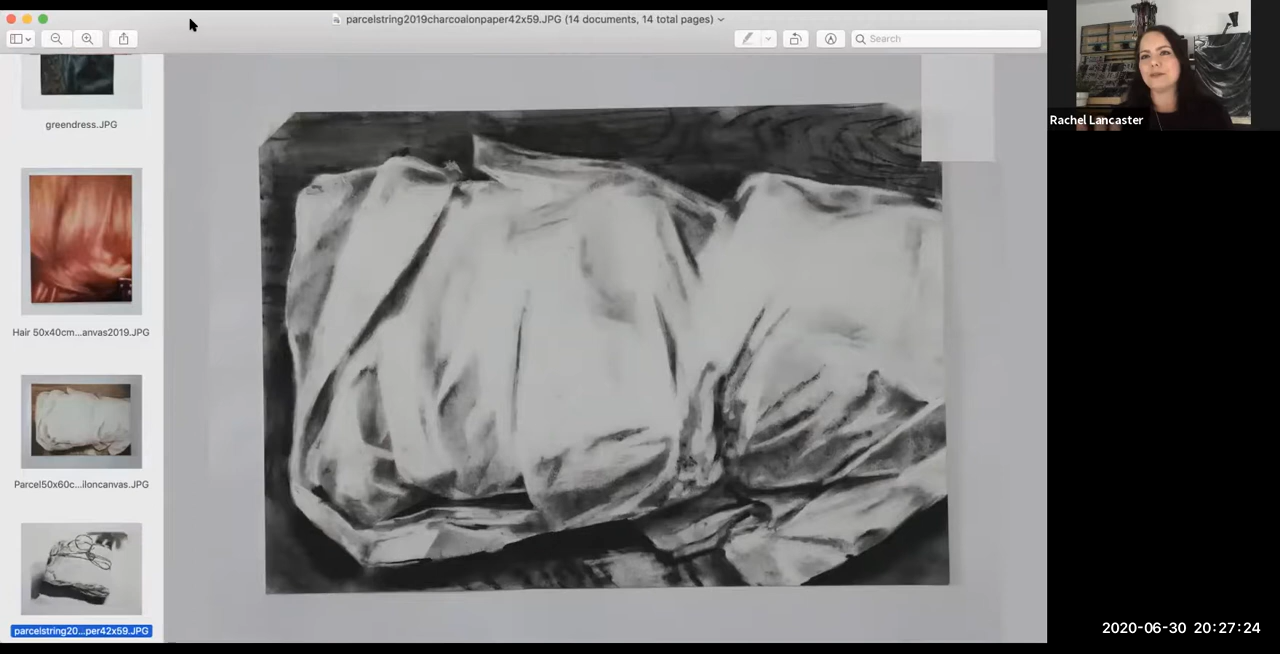 parcelstring2019charcoalonpaper42x59.JPG (14 documents, 14 total pages)
Search
greendress.JPG
Hair 50x40cm...anvas2019.JPG
Parcel50x60c...iloncanvas.JPG
parcelstring20...per42x59.JPG
Rachel Lancaster
2020-06-30 20:27:24